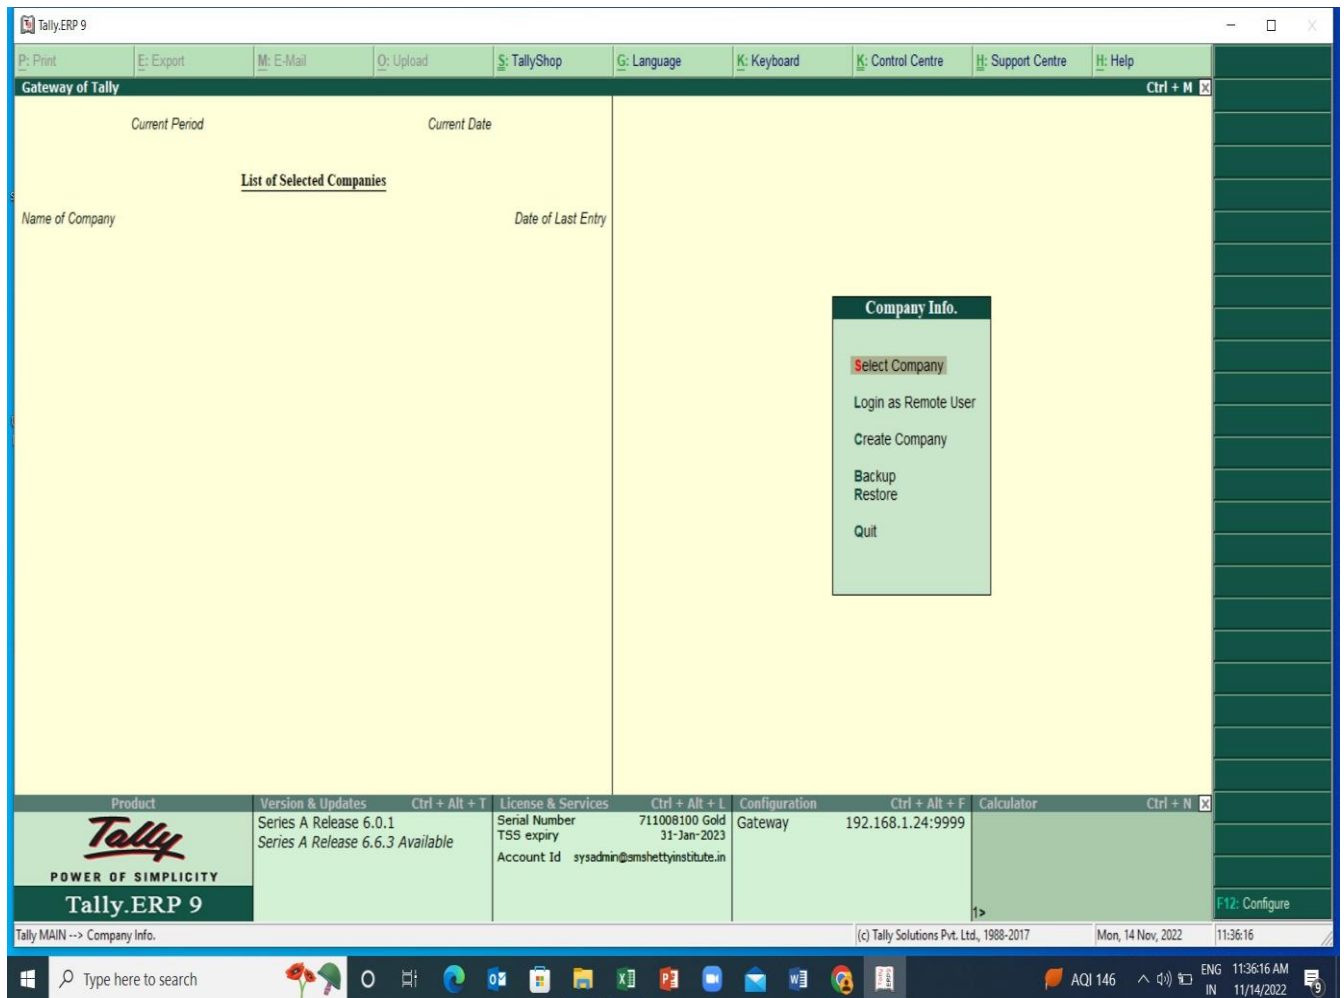 Tally.ERP 9
P: Print E: Export M: E-Mail O: Upload S: TallyShop G: Language K: Keyboard K: Control Centre H: Support Centre H: Help
Gateway of Tally Ctrl + M X
Current Period Current Date
List of Selected Companies
Name of Company Date of Last Entry
Company Info.
Select Company
Login as Remote User
Create Company
Backup
Restore
Quit
Product
Tally
POWER OF SIMPLICITY
Tally.ERP 9
Version & Updates Ctrl + Alt + T
Series A Release 6.0.1
Series A Release 6.6.3 Available
License & Services Ctrl + Alt + L
Serial Number 711008100 Gold
TSS expiry 31-Jan-2023
Account Id sysadmin@smshettyinstitute.in
Configuration Ctrl + Alt + F
Gateway 192.168.1.24:9999
Calculator Ctrl + N X
1>
F12: Configure
Tally MAIN --> Company Info. (c) Tally Solutions Pvt. Ltd., 1988-2017 Mon, 14 Nov, 2022 11:36:16
Type here to search AQI 146 ENG 11:36:16 AM
IN 11/14/2022 9